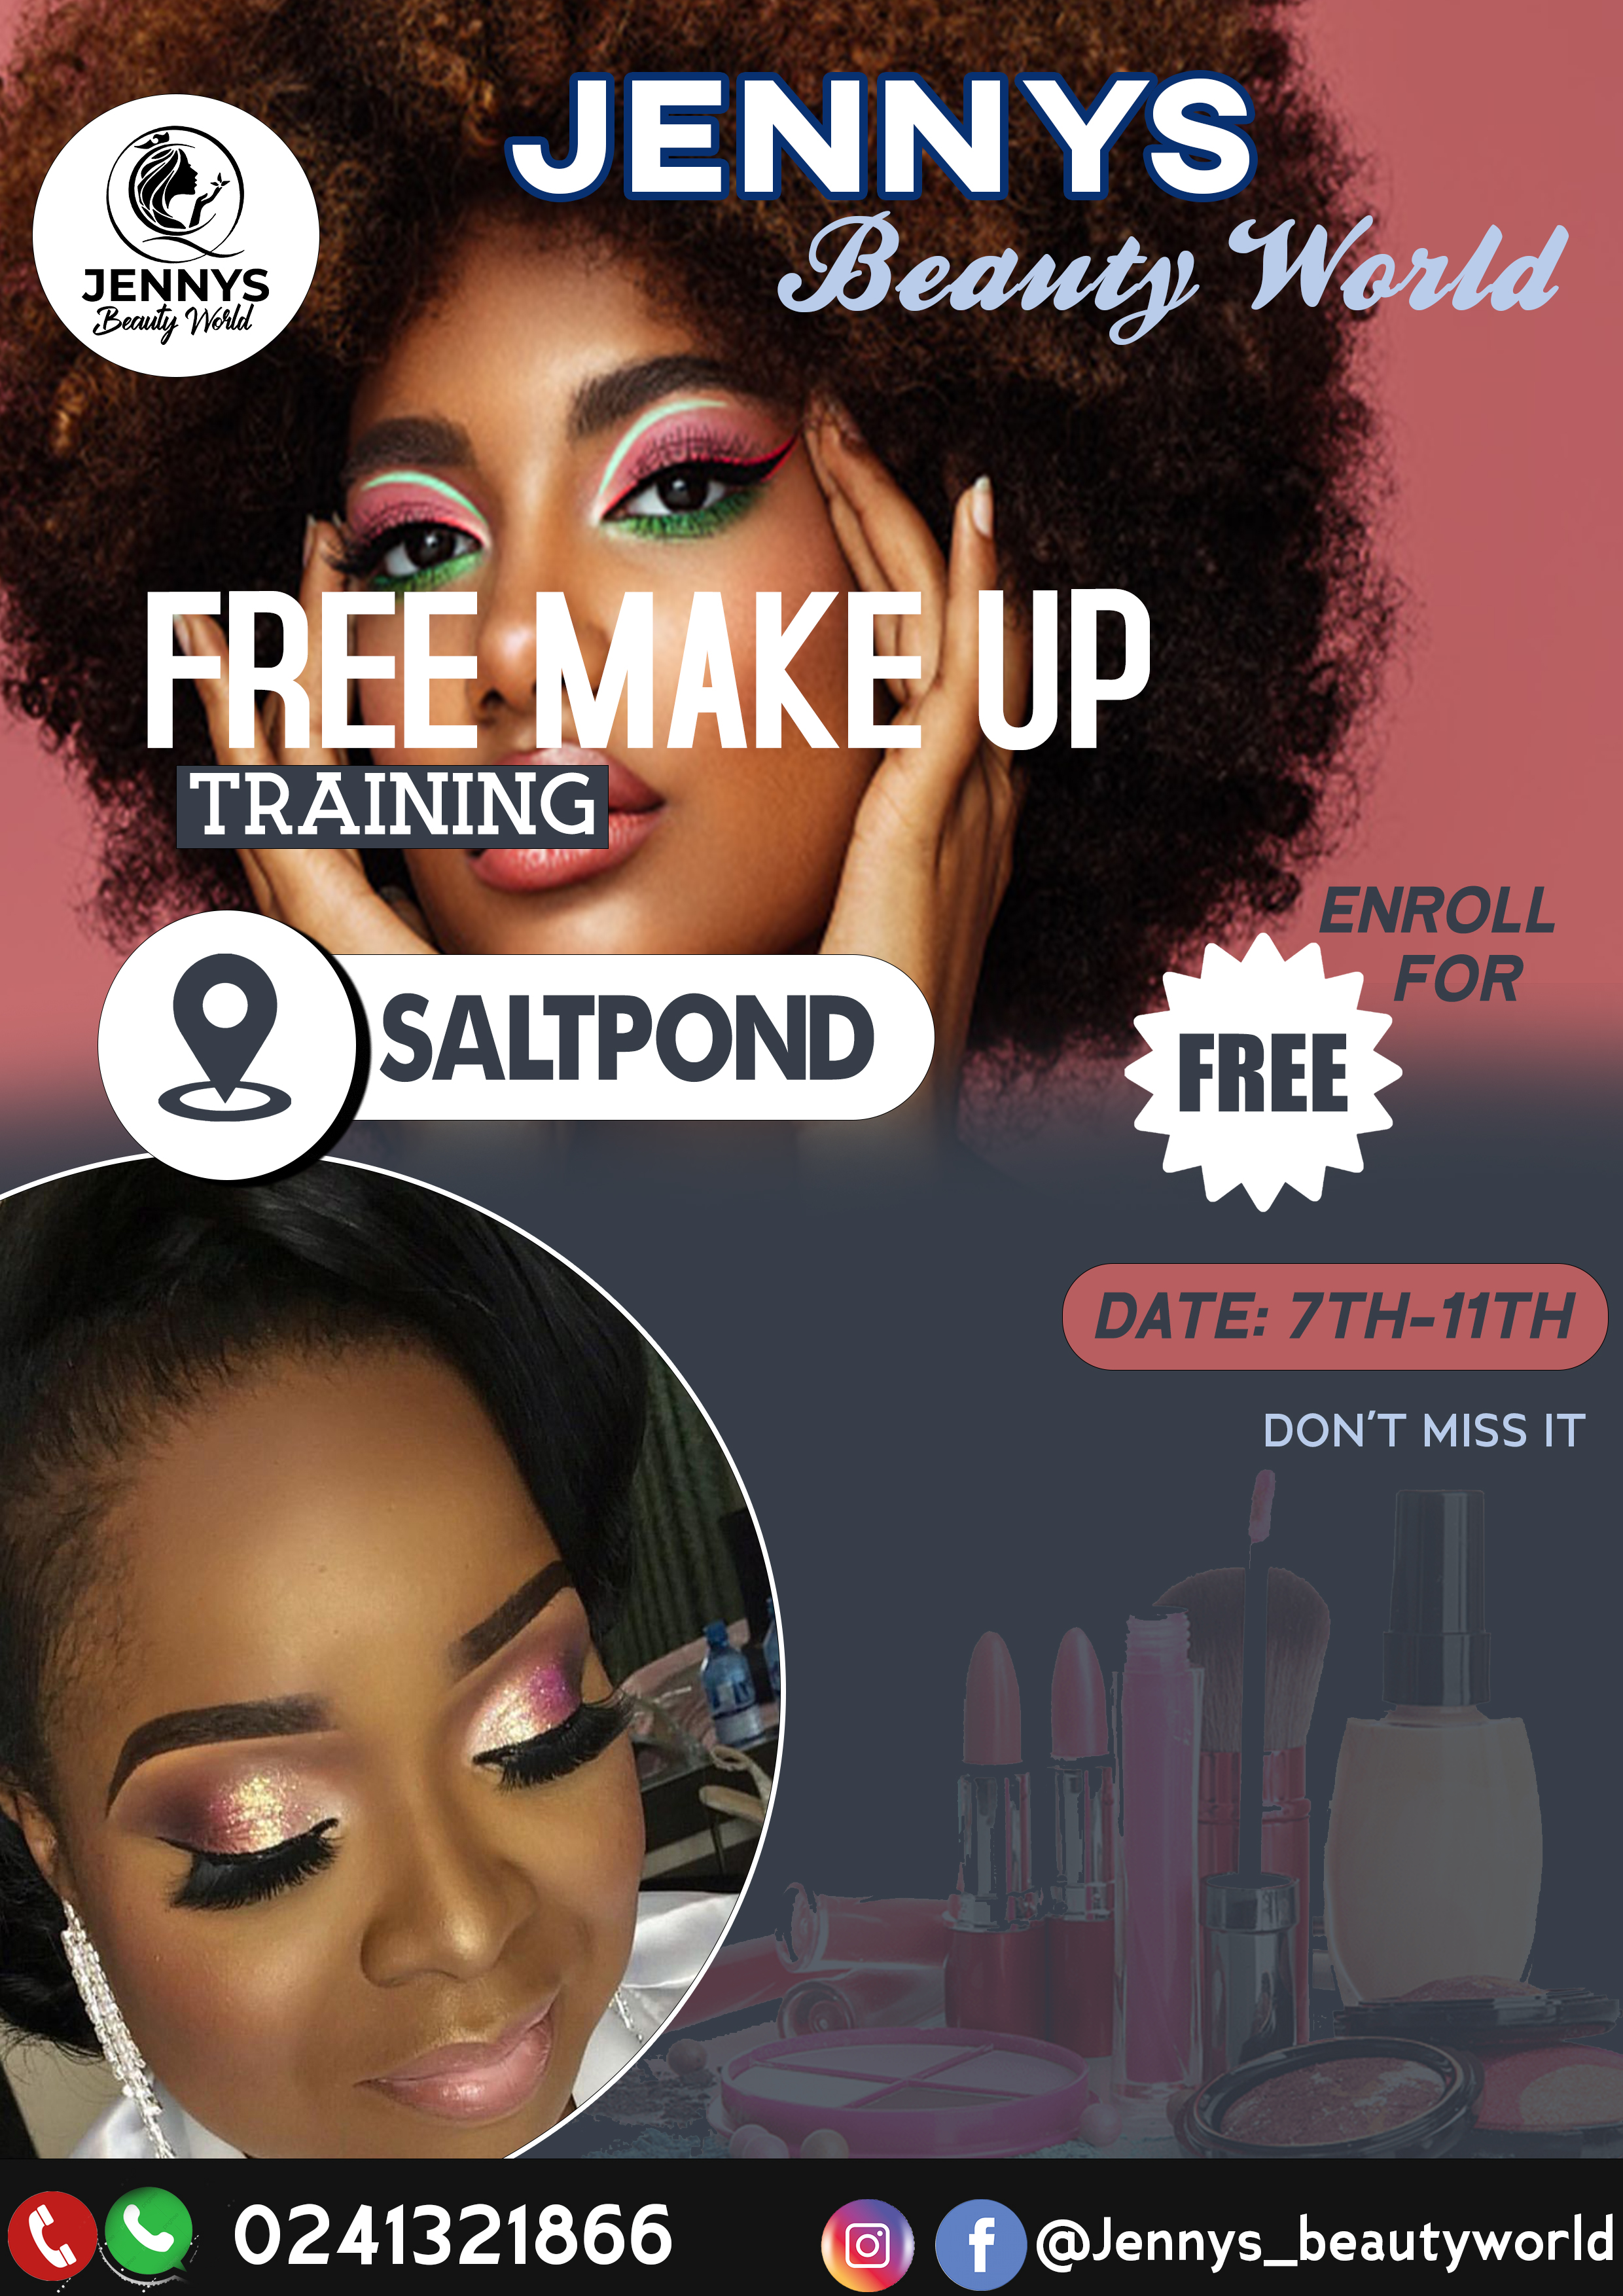 JENNYS
Beauty World
JENNYS
Beauty World
FREE MAKE UP
TRAINING
SALTPOND
ENROLL
FOR
FREE
DATE: 7TH-11TH
DON'T MISS IT
0241321866
@Jennys_beautyworld